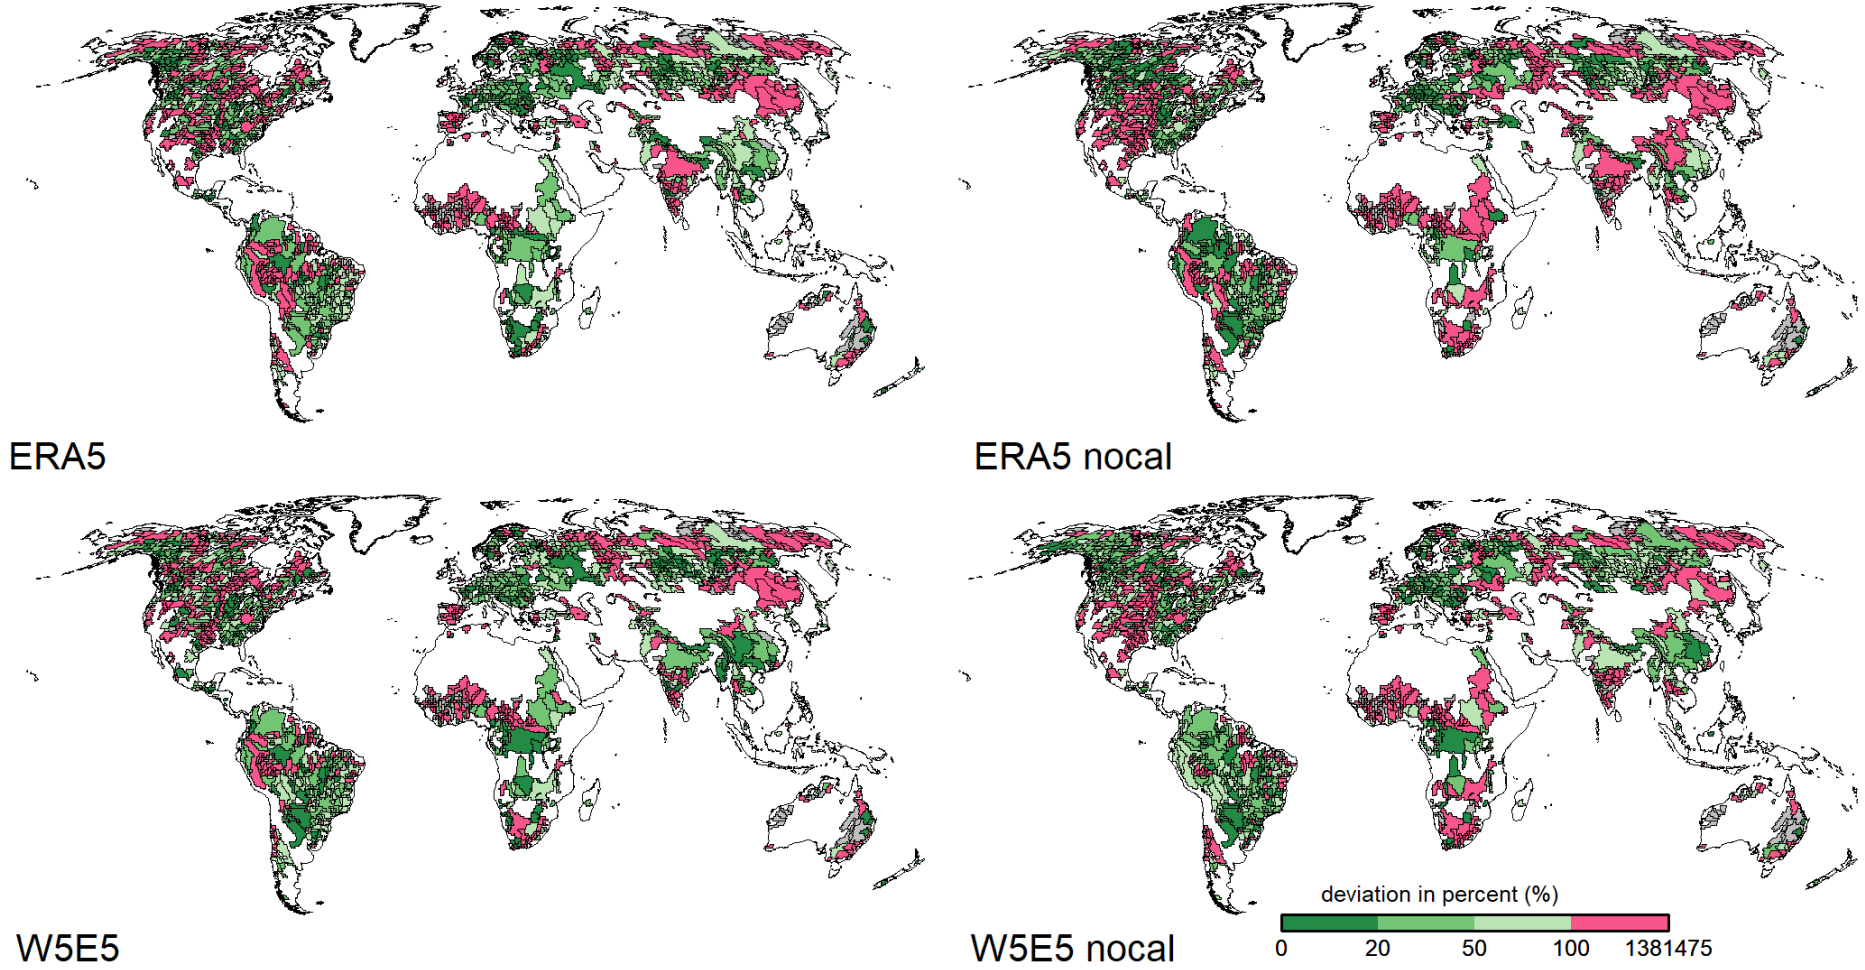 ERA5
ERA5 nocal
deviation in percent (%)
0 20 50 100 1381475
W5E5
W5E5 nocal